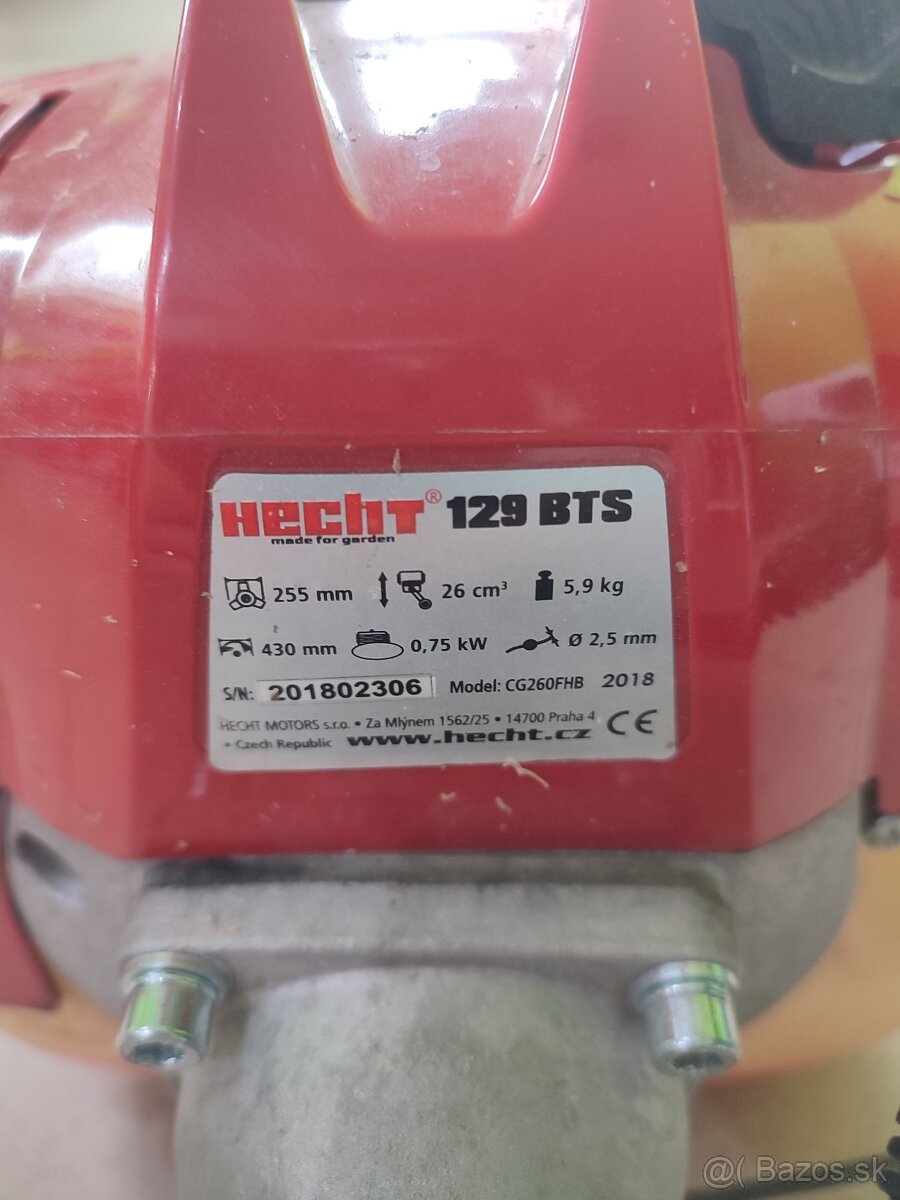 HECHT® 129 BTS
made for garden
255 mm 26 cm³ 5,9 kg
430 mm 0,75 kW Ø 2,5 mm
S/N: 201802306 Model: CG260FHB 2018
HECHT MOTORS s.r.o. • Za Mlýnem 1562/25 • 14700 Praha 4 CE
• Czech Republic www.hecht.cz
@( Bazos.sk